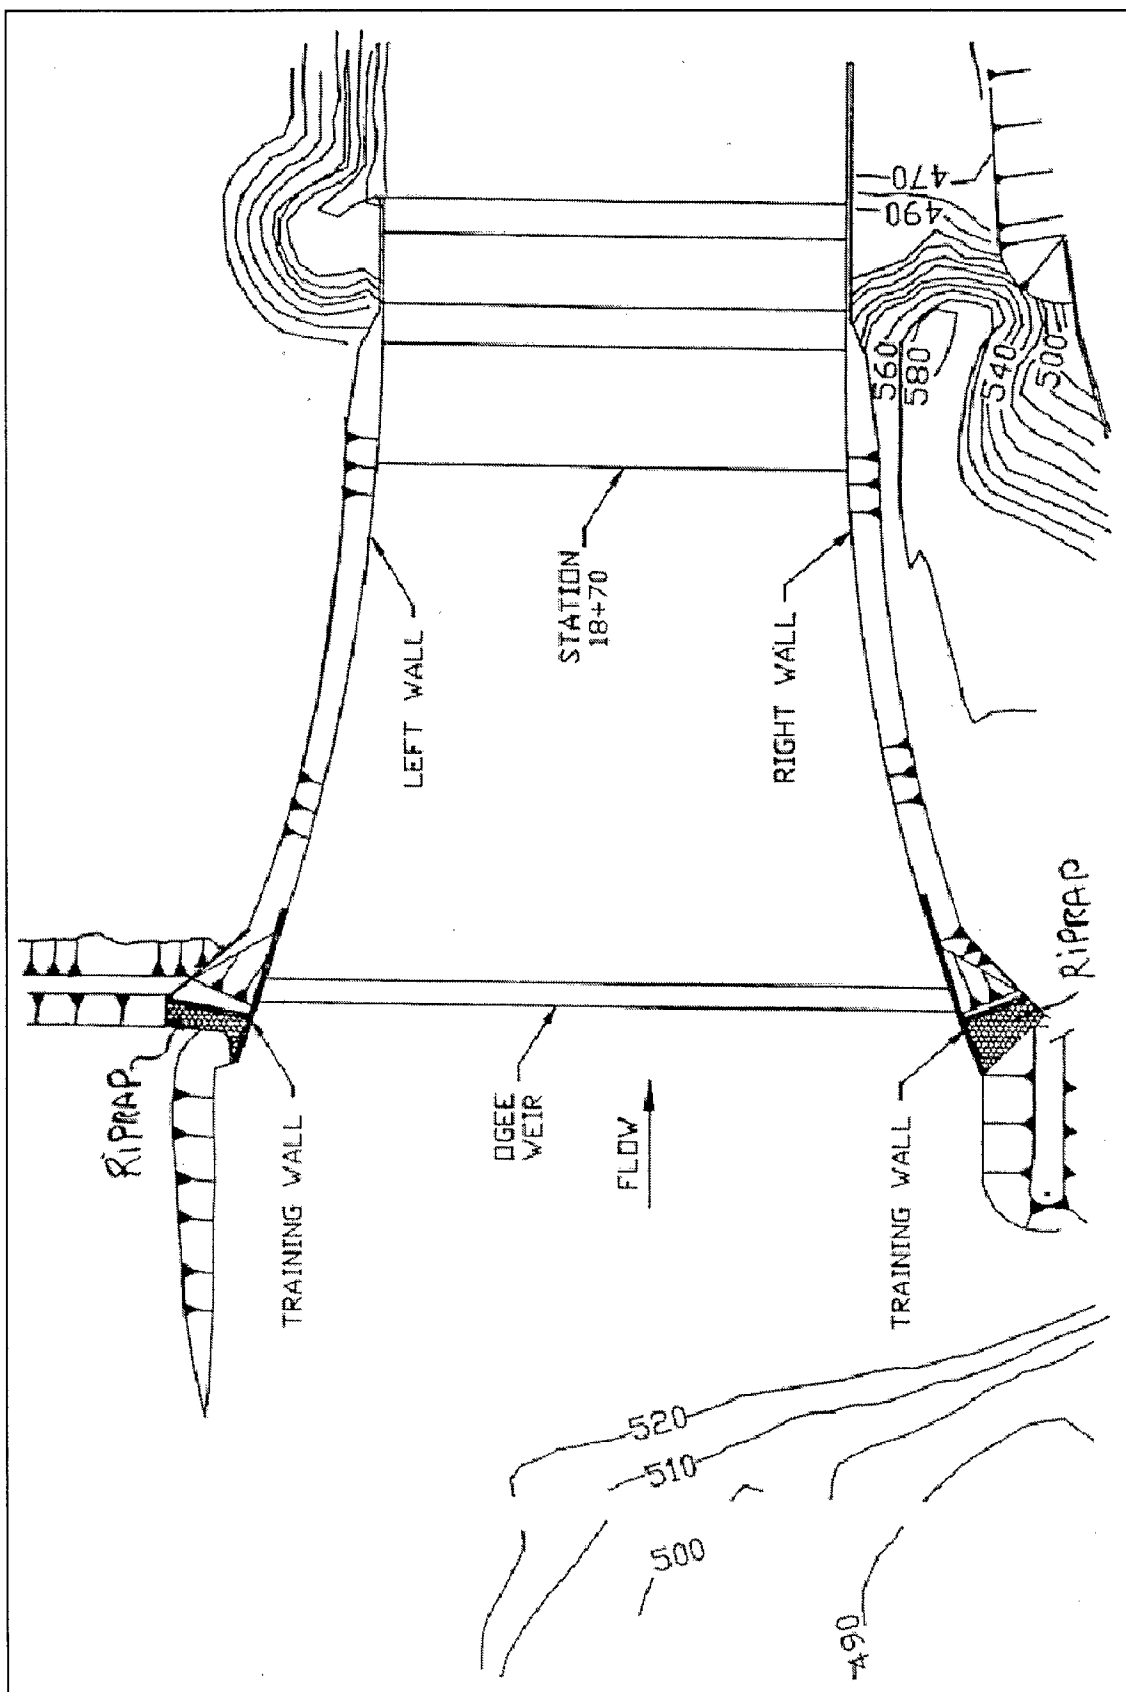 470
490
560
580
540
500
STATION
18+70
LEFT WALL
RIGHT WALL
RIPRAP
RIPRAP
OGEE
WEIR
FLOW
TRAINING WALL
TRAINING WALL
520
510
500
490